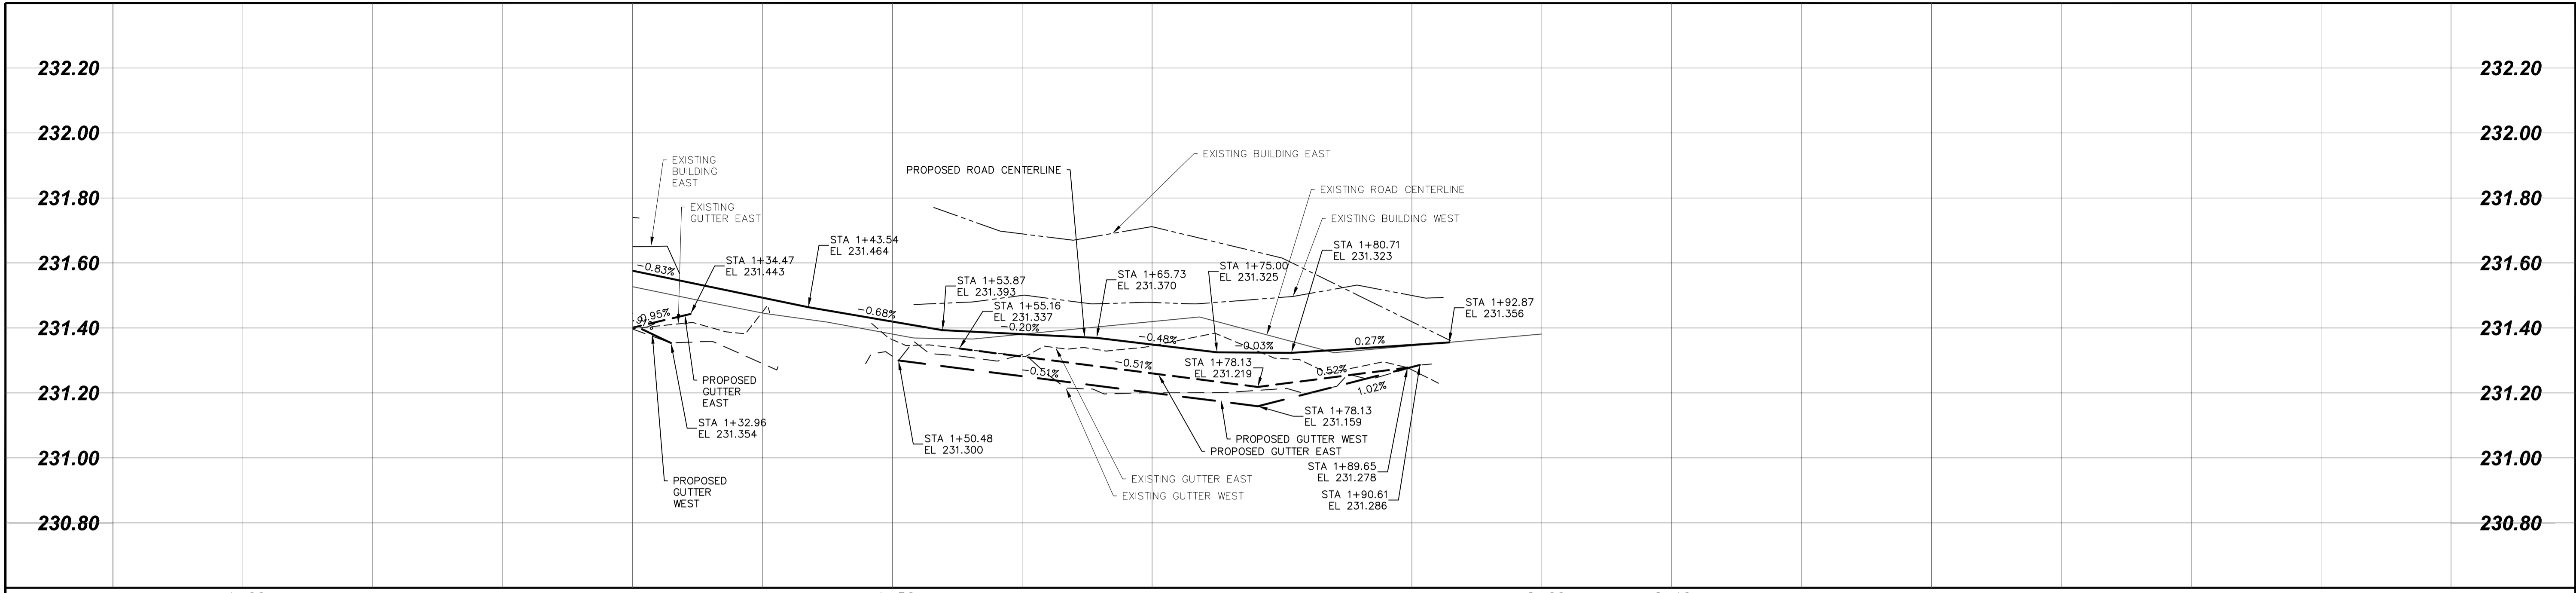 232.20
232.20
232.00
232.00
231.80
231.80
231.60
231.60
231.40
231.40
231.20
231.20
231.00
231.00
230.80
230.80
EXISTING
BUILDING
EAST
EXISTING
GUTTER EAST
-0.83%
STA 1+34.47
EL 231.443
STA 1+43.54
EL 231.464
-0.68%
0.95%
PROPOSED
GUTTER
EAST
STA 1+32.96
EL 231.354
PROPOSED
GUTTER
WEST
PROPOSED ROAD CENTERLINE
EXISTING BUILDING EAST
EXISTING ROAD CENTERLINE
EXISTING BUILDING WEST
STA 1+53.87
EL 231.393
STA 1+55.16
EL 231.337
-0.20%
STA 1+65.73
EL 231.370
-0.48%
STA 1+75.00
EL 231.325
-0.03%
STA 1+80.71
EL 231.323
0.27%
STA 1+92.87
EL 231.356
-0.51%
-0.51%
STA 1+78.13
EL 231.219
0.52%
1.02%
STA 1+78.13
EL 231.159
STA 1+50.48
EL 231.300
PROPOSED GUTTER WEST
PROPOSED GUTTER EAST
EXISTING GUTTER EAST
EXISTING GUTTER WEST
STA 1+89.65
EL 231.278
STA 1+90.61
EL 231.286